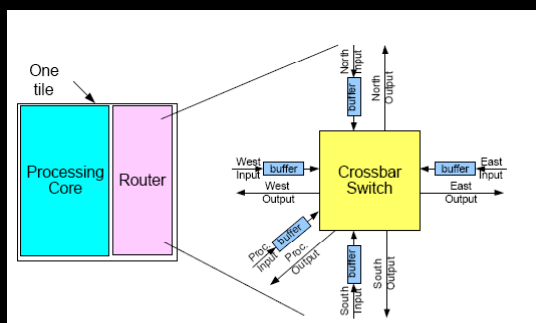 One
tile
Processing
Core
Router
North
Input
buffer
North
Output
West
Input
buffer
West
Output
Crossbar
Switch
buffer
East
Input
East
Output
Proc.
Input
buffer
Proc.
Output
South
Input
buffer
South
Output